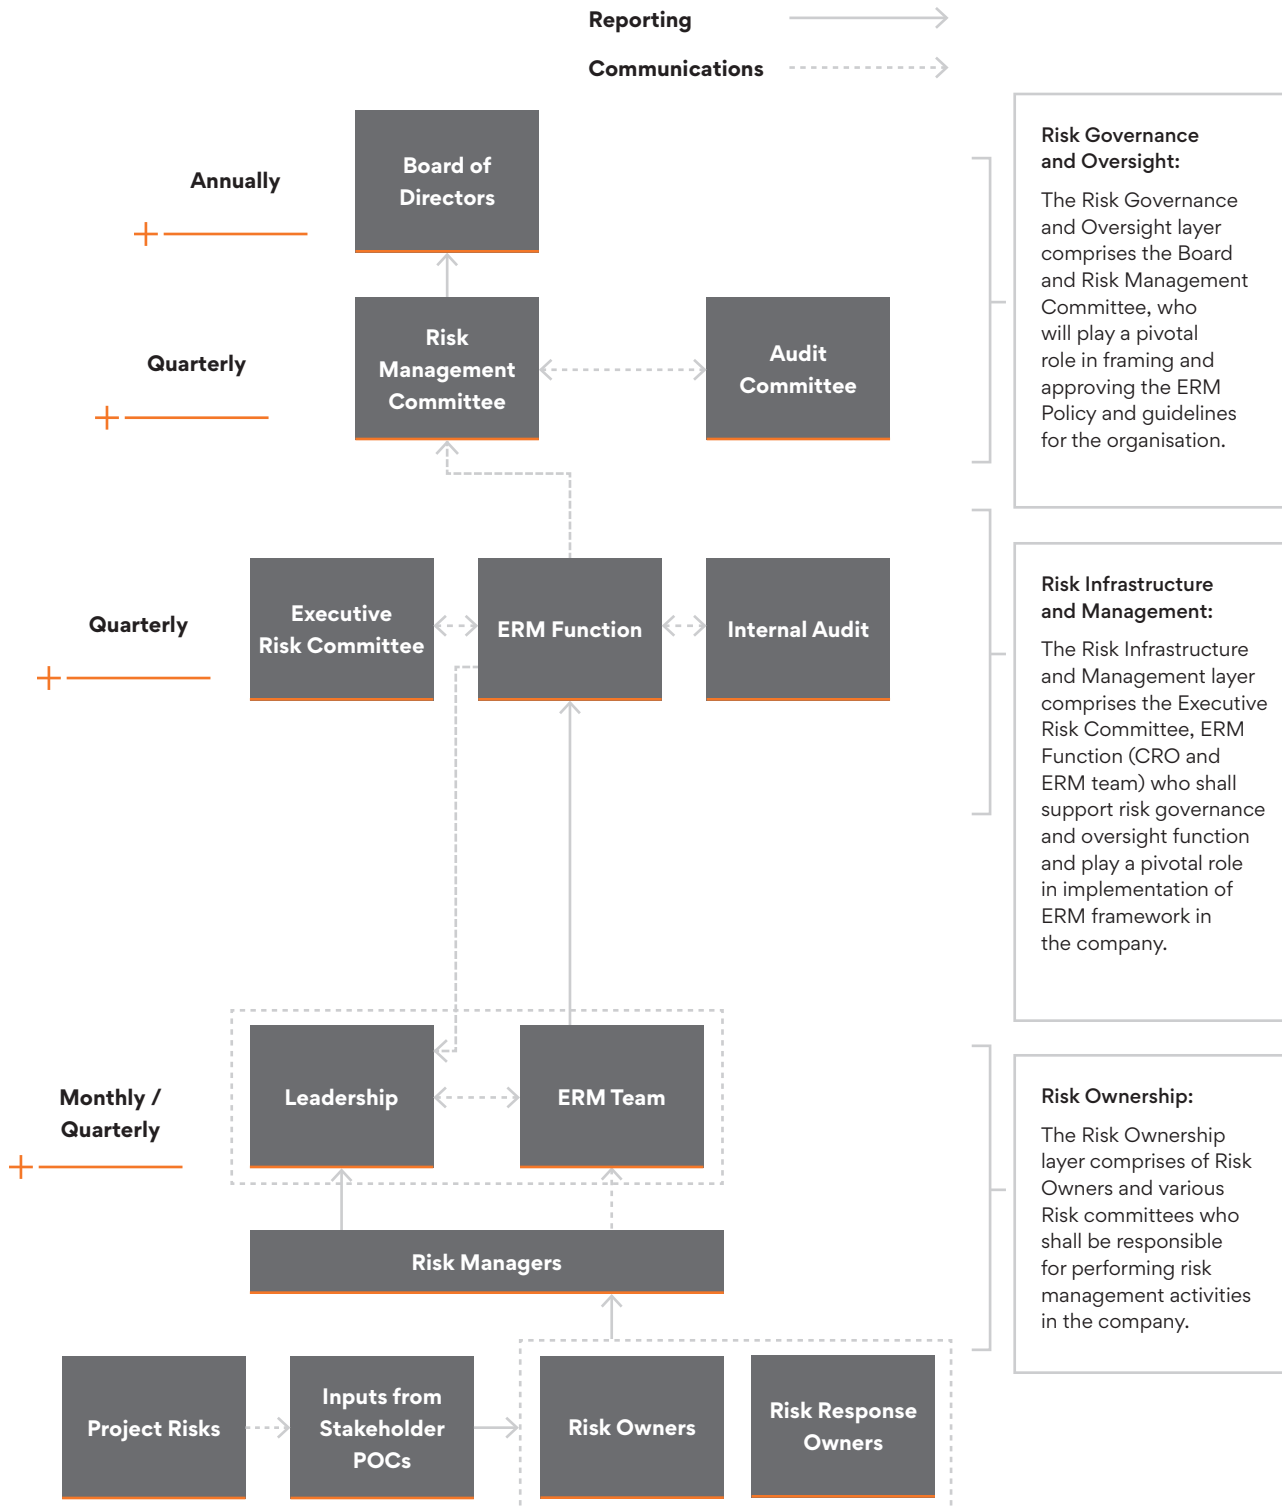 Reporting
Communications
Annually
Board of
Directors
Quarterly
Risk
Management
Committee
Audit
Committee
Risk Governance
and Oversight:
The Risk Governance
and Oversight layer
comprises the Board
and Risk Management
Committee, who
will play a pivotal
role in framing and
approving the ERM
Policy and guidelines
for the organisation.
Quarterly
Executive
Risk Committee
ERM Function
Internal Audit
Risk Infrastructure
and Management:
The Risk Infrastructure
and Management layer
comprises the Executive
Risk Committee, ERM
Function (CRO and
ERM team) who shall
support risk governance
and oversight function
and play a pivotal role
in implementation of
ERM framework in
the company.
Monthly /
Quarterly
Leadership
ERM Team
Risk Managers
Risk Ownership:
The Risk Ownership
layer comprises of Risk
Owners and various
Risk committees who
shall be responsible
for performing risk
management activities
in the company.
Project Risks
Inputs from
Stakeholder
POCs
Risk Owners
Risk Response
Owners